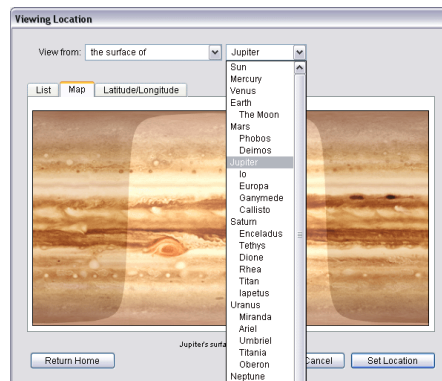 Viewing Location
View from: the surface of Jupiter
List Map Latitude/Longitude
Sun
Mercury
Venus
Earth
The Moon
Mars
Phobos
Deimos
Jupiter
Io
Europa
Ganymede
Callisto
Saturn
Enceladus
Tethys
Dione
Rhea
Titan
Iapetus
Uranus
Miranda
Ariel
Umbriel
Titania
Oberon
Neptune
Jupiter's surfa
Return Home Cancel Set Location